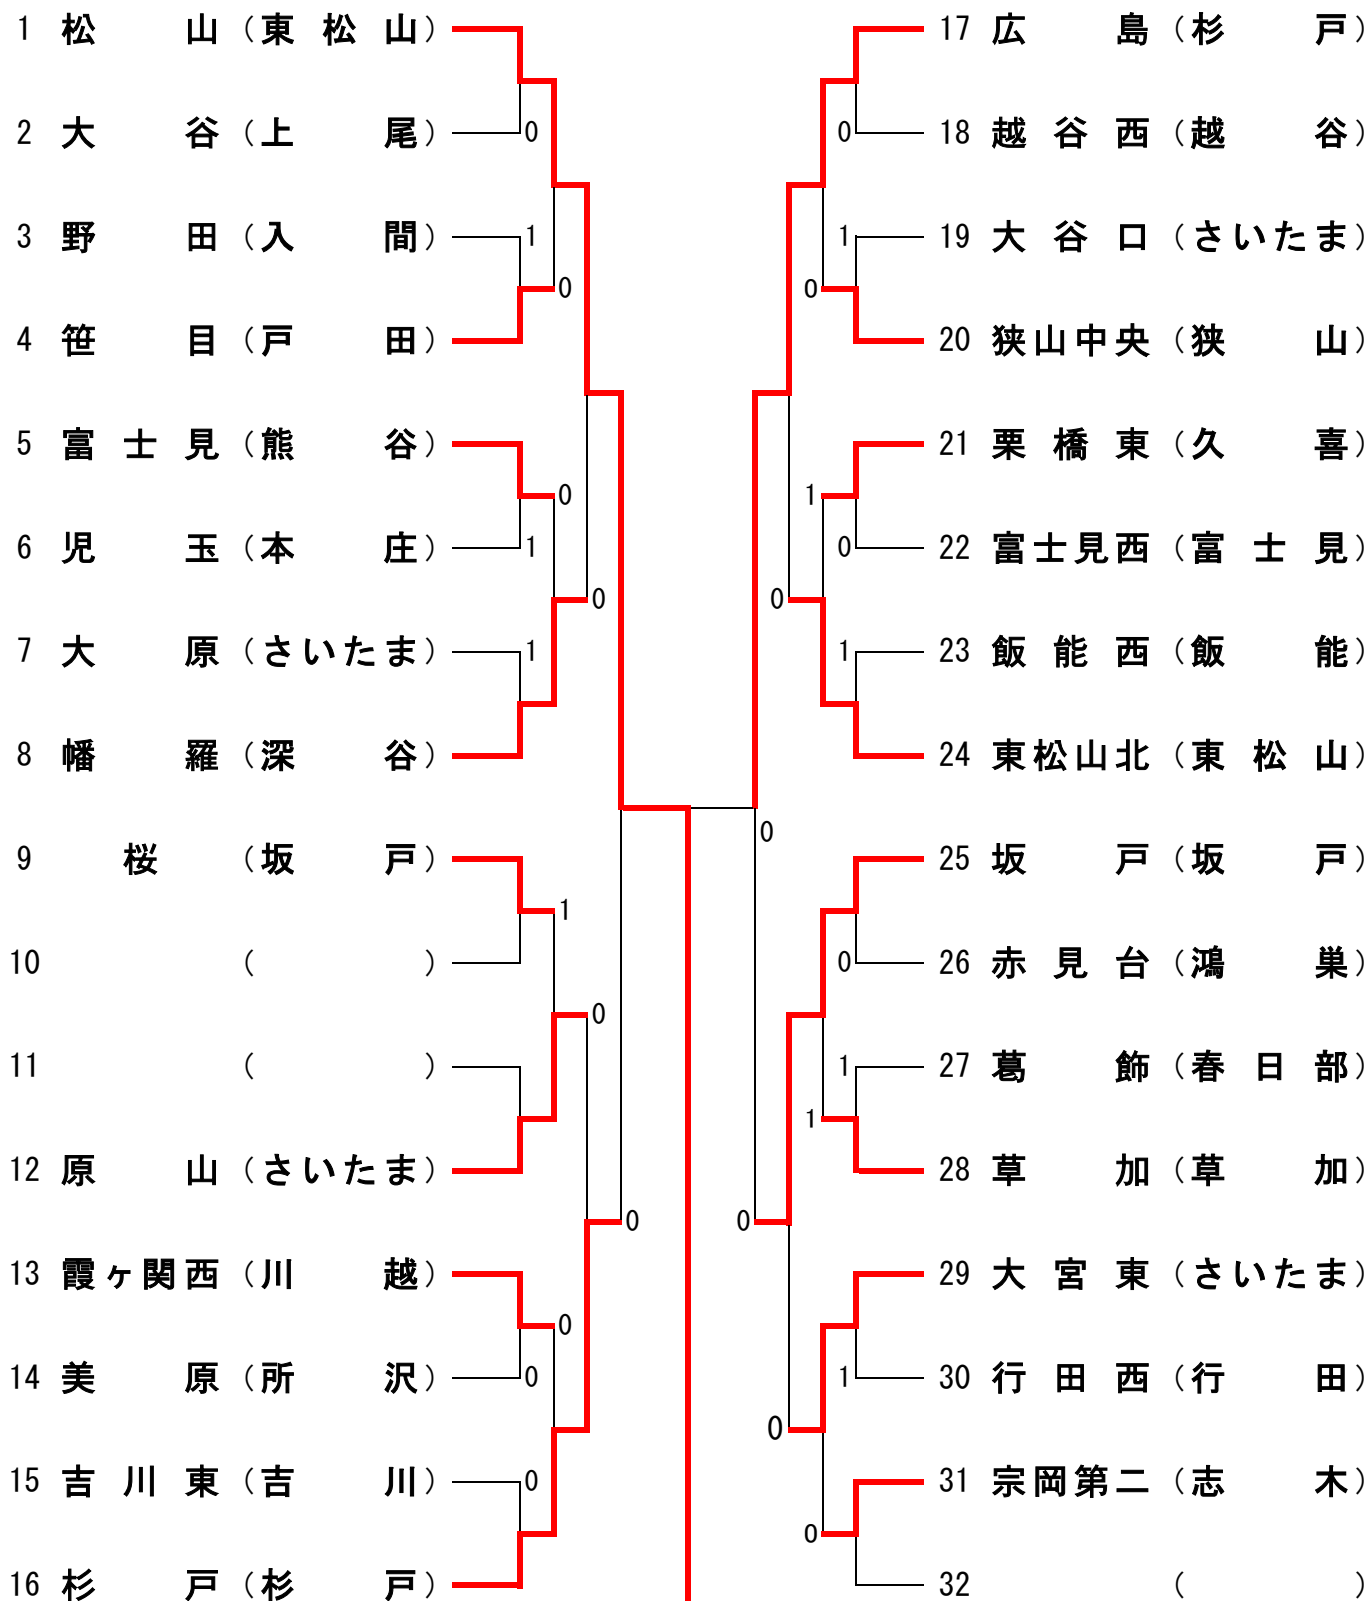 1 松山(東松山)
2 大谷(上尾)
0
3 野田(入間)
1
0
4 笹目(戸田)
5 富士見(熊谷)
0
6 児玉(本庄)
1
0
7 大原(さいたま)
1
8 幡羅(深谷)
9 桜(坂戸)
1
10 ( )
0
11 ( )
12 原山(さいたま)
0
13 霞ヶ関西(川越)
0
14 美原(所沢)
0
15 吉川東(吉川)
0
16 杉戸(杉戸)
17 広島(杉戸)
0
18 越谷西(越谷)
1
19 大谷口(さいたま)
0
20 狭山中央(狭山)
21 栗橋東(久喜)
1
0
22 富士見西(富士見)
0
1
23 飯能西(飯能)
24 東松山北(東松山)
0
25 坂戸(坂戸)
0
26 赤見台(鴻巣)
1
27 葛飾(春日部)
1
28 草加(草加)
0
29 大宮東(さいたま)
1
30 行田西(行田)
0
31 宗岡第二(志木)
0
32 ( )